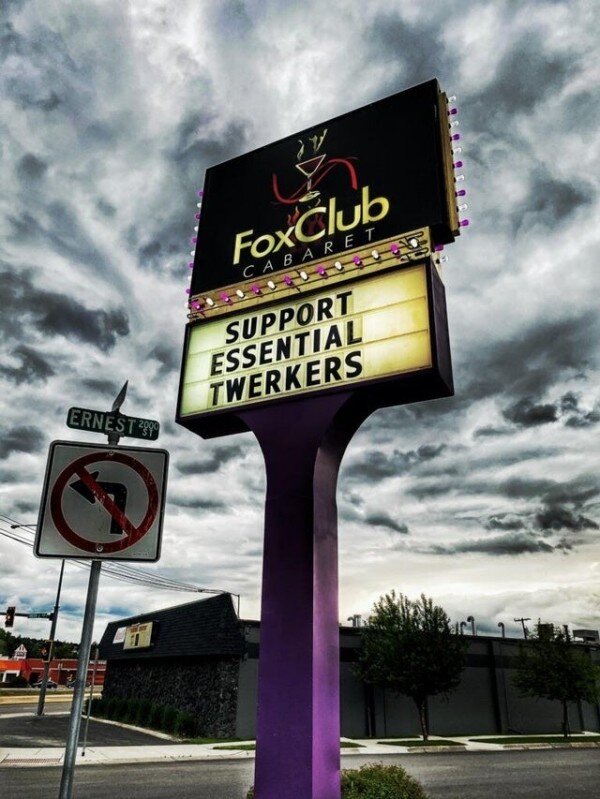 FoxClub
CABARET
SUPPORT
ESSENTIAL
TWERKERS
ERNEST 2000 ST